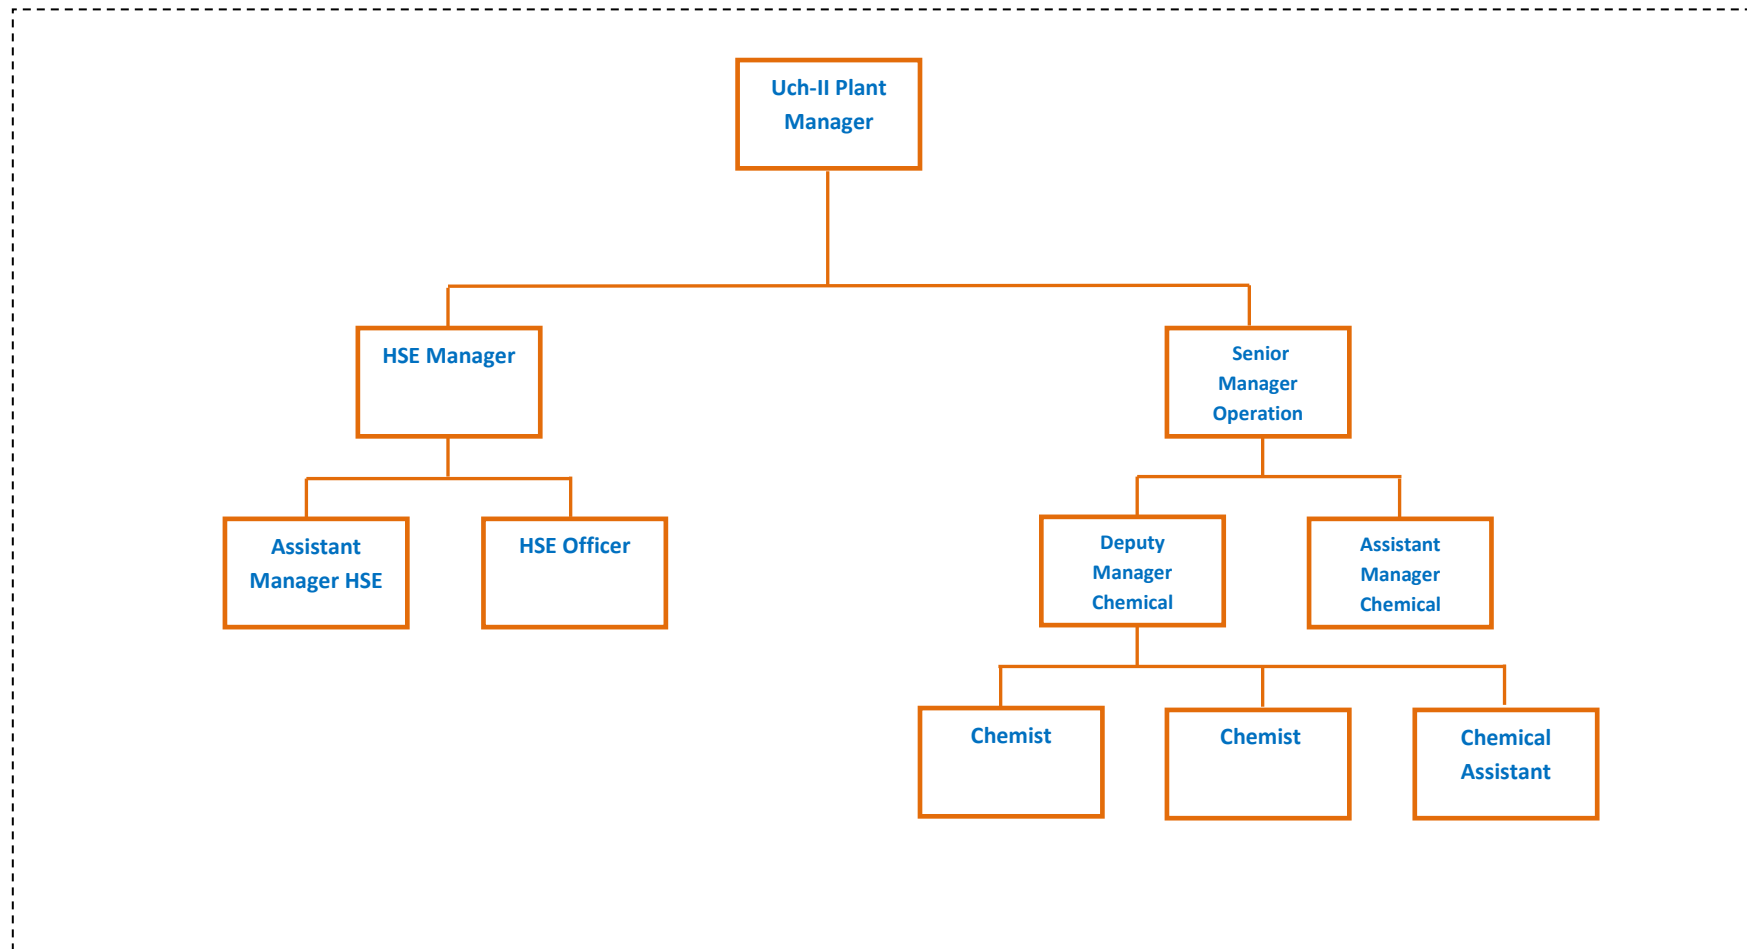 Uch-II Plant
Manager
HSE Manager
Senior
Manager
Operation
Assistant
Manager HSE
HSE Officer
Deputy
Manager
Chemical
Assistant
Manager
Chemical
Chemist
Chemist
Chemical
Assistant